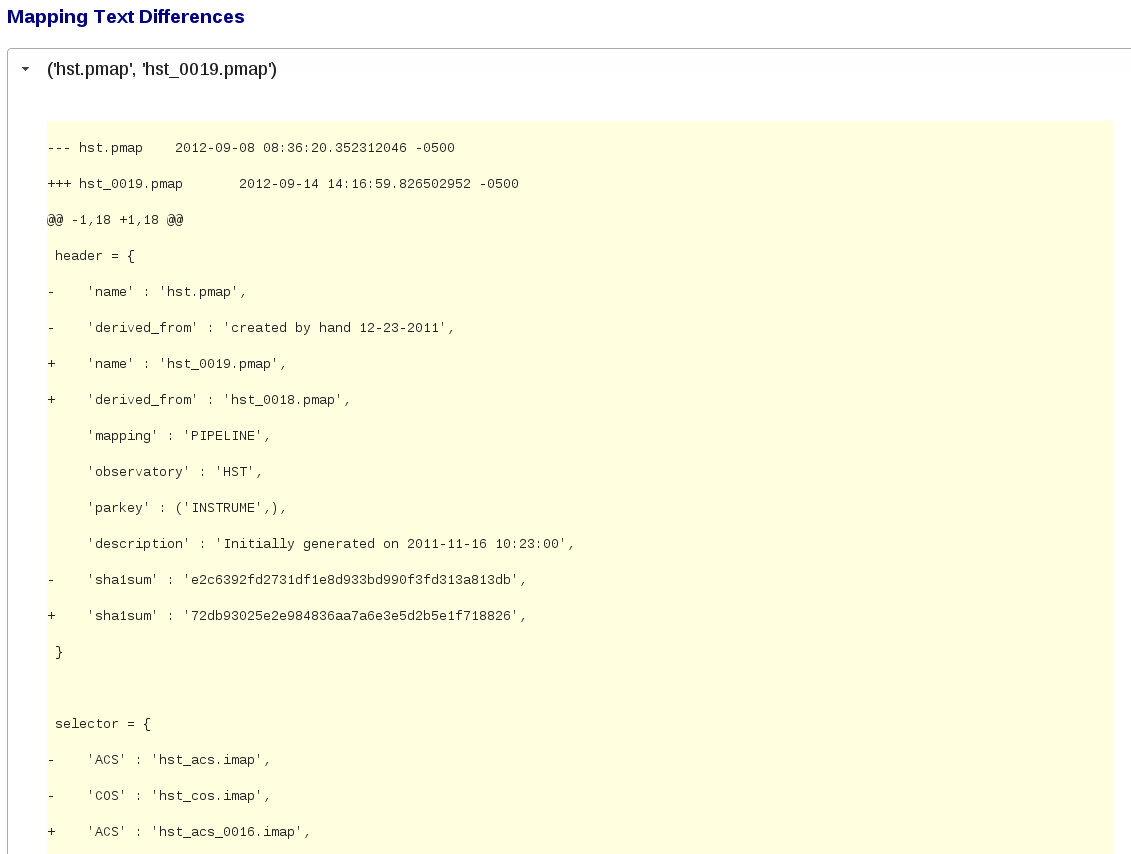 Mapping Text Differences
('hst.pmap', 'hst_0019.pmap')
--- hst.pmap    2012-09-08 08:36:20.352312046 -0500
+++ hst_0019.pmap       2012-09-14 14:16:59.826502952 -0500
@@ -1,18 +1,18 @@
 header = {
-    'name' : 'hst.pmap',
-    'derived_from' : 'created by hand 12-23-2011',
+    'name' : 'hst_0019.pmap',
+    'derived_from' : 'hst_0018.pmap',
     'mapping' : 'PIPELINE',
     'observatory' : 'HST',
     'parkey' : ('INSTRUME',),
     'description' : 'Initially generated on 2011-11-16 10:23:00',
-    'sha1sum' : 'e2c6392fd2731df1e8d933bd990f3fd313a813db',
+    'sha1sum' : '72db93025e2e984836aa7a6e3e5d2b5e1f718826',
 }
 selector = {
-    'ACS' : 'hst_acs.imap',
-    'COS' : 'hst_cos.imap',
+    'ACS' : 'hst_acs_0016.imap',